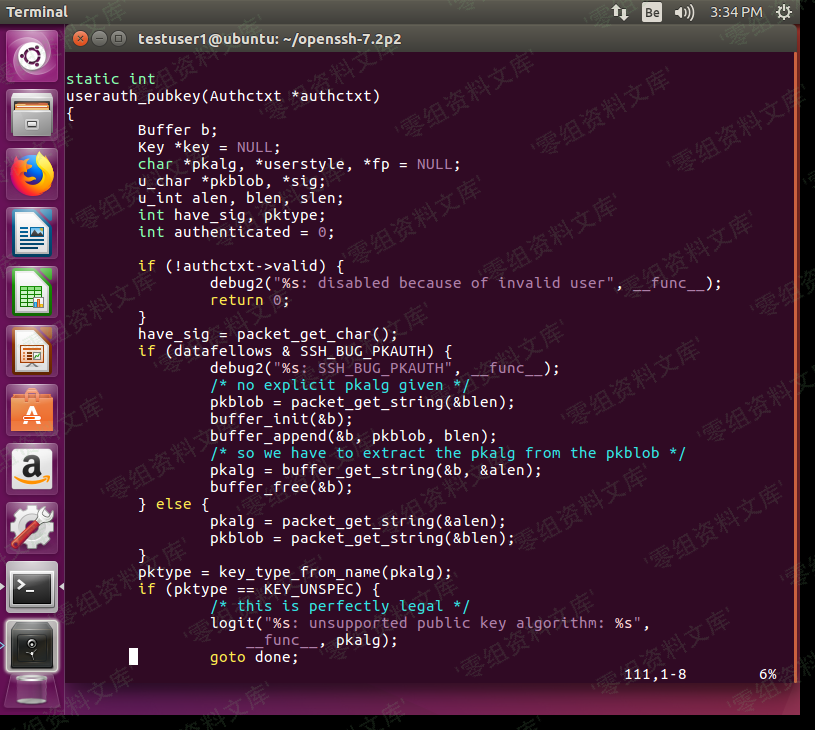 Terminal
Be
3:34 PM
testuser1@ubuntu: ~/openssh-7.2p2
static int
userauth_pubkey(Authctxt *authctxt)
{
Buffer b;
Key *key = NULL;
char *pkalg, *userstyle, *fp = NULL;
u_char *pkblob, *sig;
u_int alen, blen, slen;
int have_sig, pktype;
int authenticated = 0;
if (!authctxt->valid) {
debug2("%s: disabled because of invalid user", __func__);
return 0;
}
have_sig = packet_get_char();
if (datafellows & SSH_BUG_PKAUTH) {
debug2("%s: SSH_BUG_PKAUTH", __func__);
/* no explicit pkalg given */
pkblob = packet_get_string(&blen);
buffer_init(&b);
buffer_append(&b, pkblob, blen);
/* so we have to extract the pkalg from the pkblob */
pkalg = buffer_get_string(&b, &alen);
buffer_free(&b);
} else {
pkalg = packet_get_string(&alen);
pkblob = packet_get_string(&blen);
}
pktype = key_type_from_name(pkalg);
if (pktype == KEY_UNSPEC) {
/* this is perfectly legal */
logit("%s: unsupported public key algorithm: %s",
__func__, pkalg);
goto done;
111,1-8
6%
'零组资料文库'